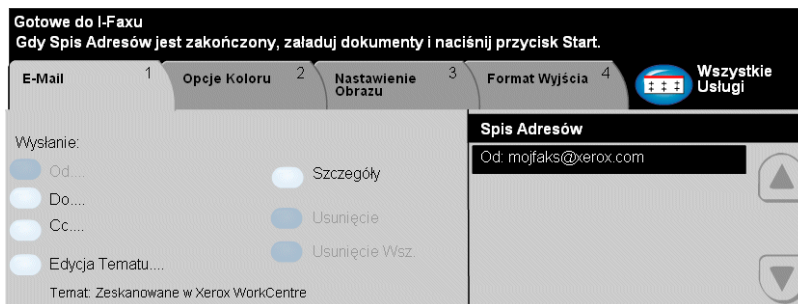 Gotowe do I-Faxu
Gdy Spis Adresów jest zakończony, załaduj dokumenty i naciśnij przycisk Start.
E-Mail 1
Opcje Koloru 2
Nastawienie 3
Obrazu
Format Wyjścia 4
Wszystkie
Usługi
Wysłanie:
Od....
Do....
Cc....
Edycja Tematu....
Temat: Zeskanowane w Xerox WorkCentre
Szczegóły
Usunięcie
Usunięcie Wsz.
Spis Adresów
Od: mojfaks@xerox.com